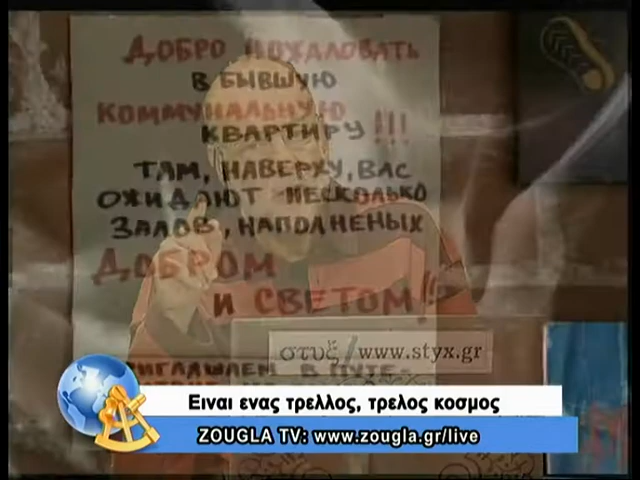 ДОБРО ПОЖАЛОВАТЬ
В БЫВШУЮ
КОММУНАЛЬНУЮ
КВАРТИРУ!!!
ТАМ, НАВЕРХУ, ВАС
ОЖИДАЮТ НЕСКОЛЬКО
ЗАЛОВ, НАПОЛНЕНЫХ
ДОБРОМ
И СВЕТОМ!!
στυξ/www.styx.gr
В ПУТЕ-
Ειναι ενας τρελλος, τρελος κοσμος
ZOUGLA TV: www.zougla.gr/live